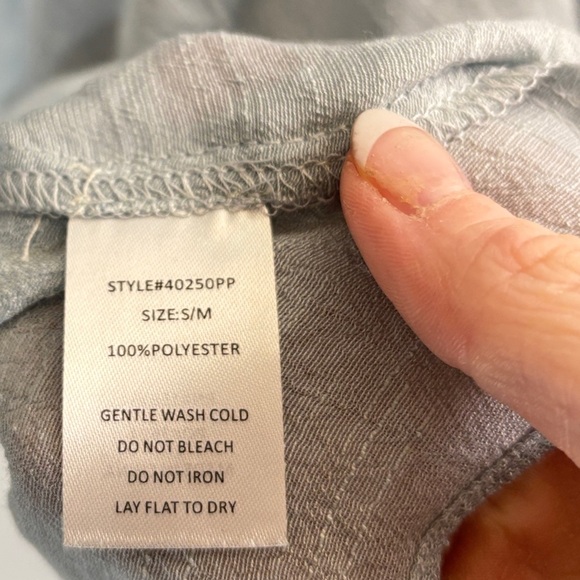 STYLE#40250PP
SIZE:S/M
100%POLYESTER
GENTLE WASH COLD
DO NOT BLEACH
DO NOT IRON
LAY FLAT TO DRY